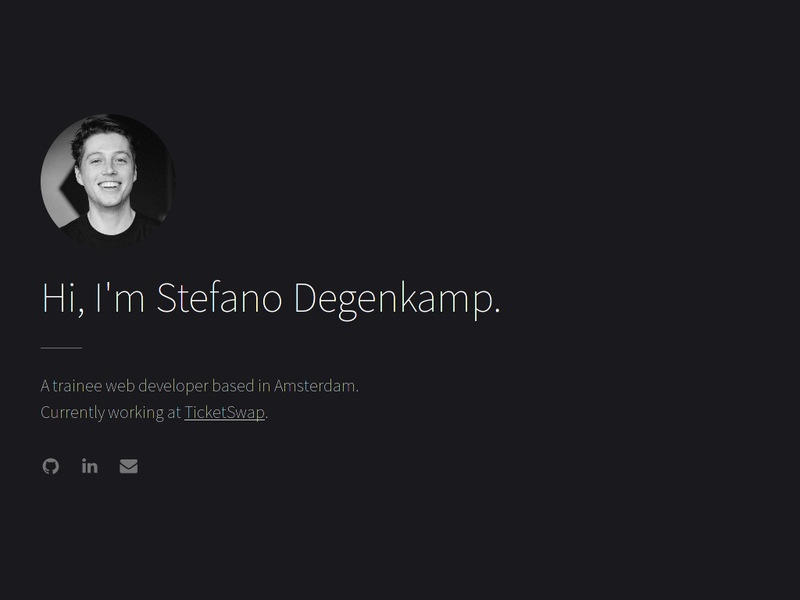 Hi, I'm Stefano Degenkamp.
A trainee web developer based in Amsterdam.
Currently working at TicketSwap.